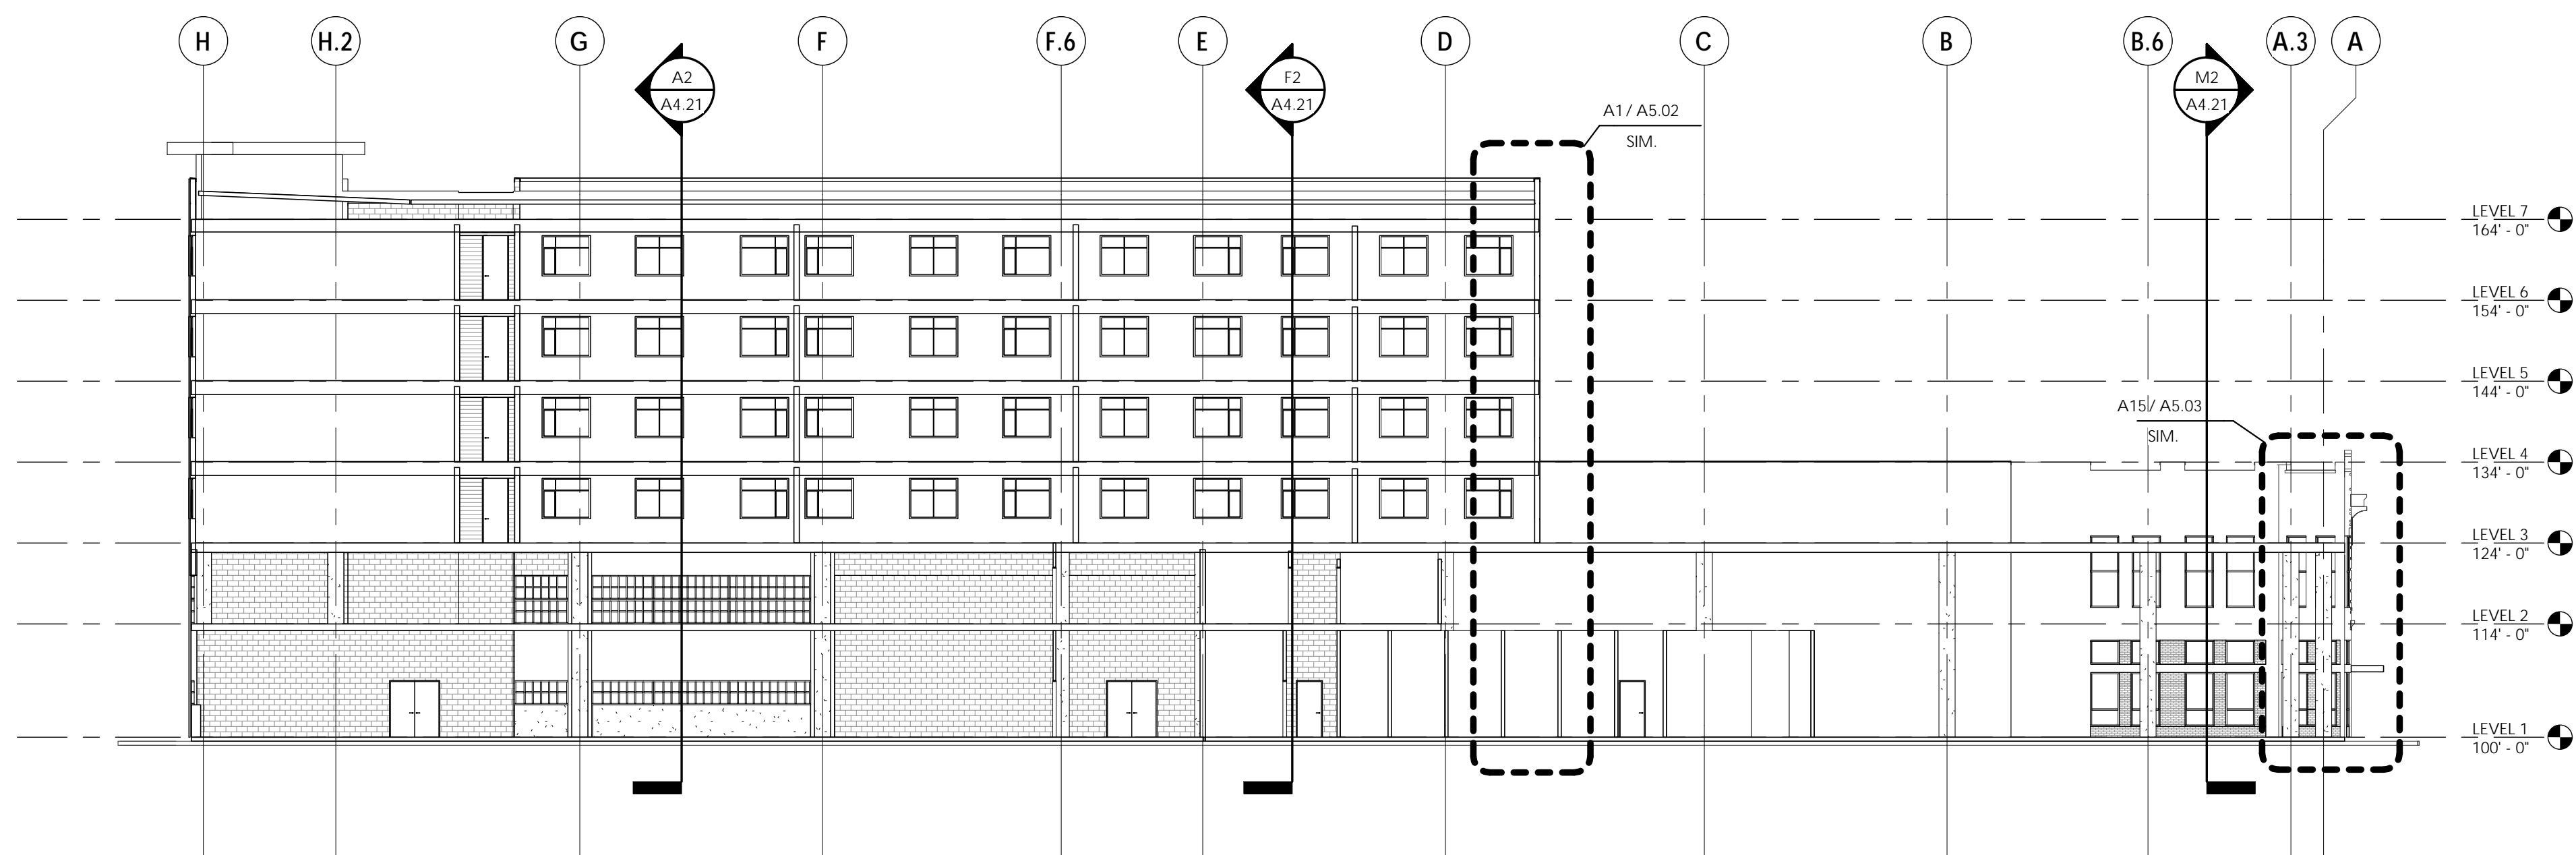 H
H.2
G
F
F.6
E
D
C
B
B.6
A.3
A
A2
A4.21
F2
A4.21
M2
A4.21
A1 / A5.02
SIM.
LEVEL 7
164' - 0"
LEVEL 6
154' - 0"
LEVEL 5
144' - 0"
A15 / A5.03
SIM.
LEVEL 4
134' - 0"
LEVEL 3
124' - 0"
LEVEL 2
114' - 0"
LEVEL 1
100' - 0"